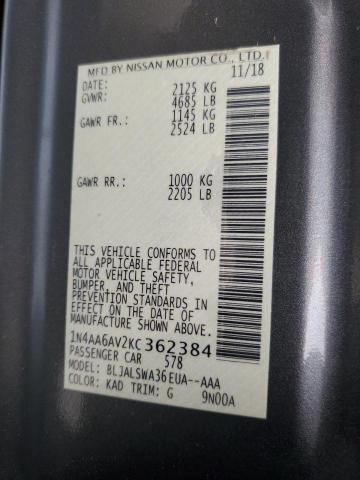 MFD BY NISSAN MOTOR CO., LTD.
DATE: 11/18
GVWR: 2125 KG
4685 LB
GAWR FR.: 1145 KG
2524 LB
GAWR RR.: 1000 KG
2205 LB
THIS VEHICLE CONFORMS TO
ALL APPLICABLE FEDERAL
MOTOR VEHICLE SAFETY,
BUMPER, AND THEFT
PREVENTION STANDARDS IN
EFFECT ON THE DATE OF
MANUFACTURE SHOWN ABOVE.
1N4AA6AV2KC362384
PASSENGER CAR 578
MODEL: BLJALSWA36EUA--AAA
COLOR: KAD TRIM: G 9N00A